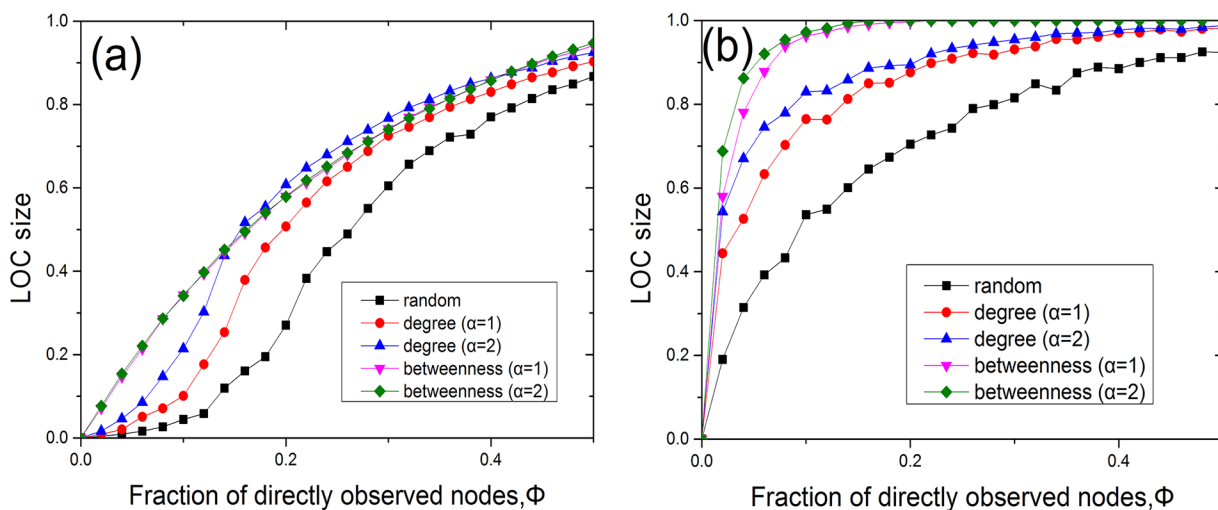 (a)
LOC size
1.0
0.8
0.6
0.4
0.2
0.0
0.0
0.2
0.4
Fraction of directly observed nodes,Φ
random
degree (α=1)
degree (α=2)
betweenness (α=1)
betweenness (α=2)
(b)
LOC size
1.0
0.8
0.6
0.4
0.2
0.0
0.0
0.2
0.4
Fraction of directly observed nodes,Φ
random
degree (α=1)
degree (α=2)
betweenness (α=1)
betweenness (α=2)